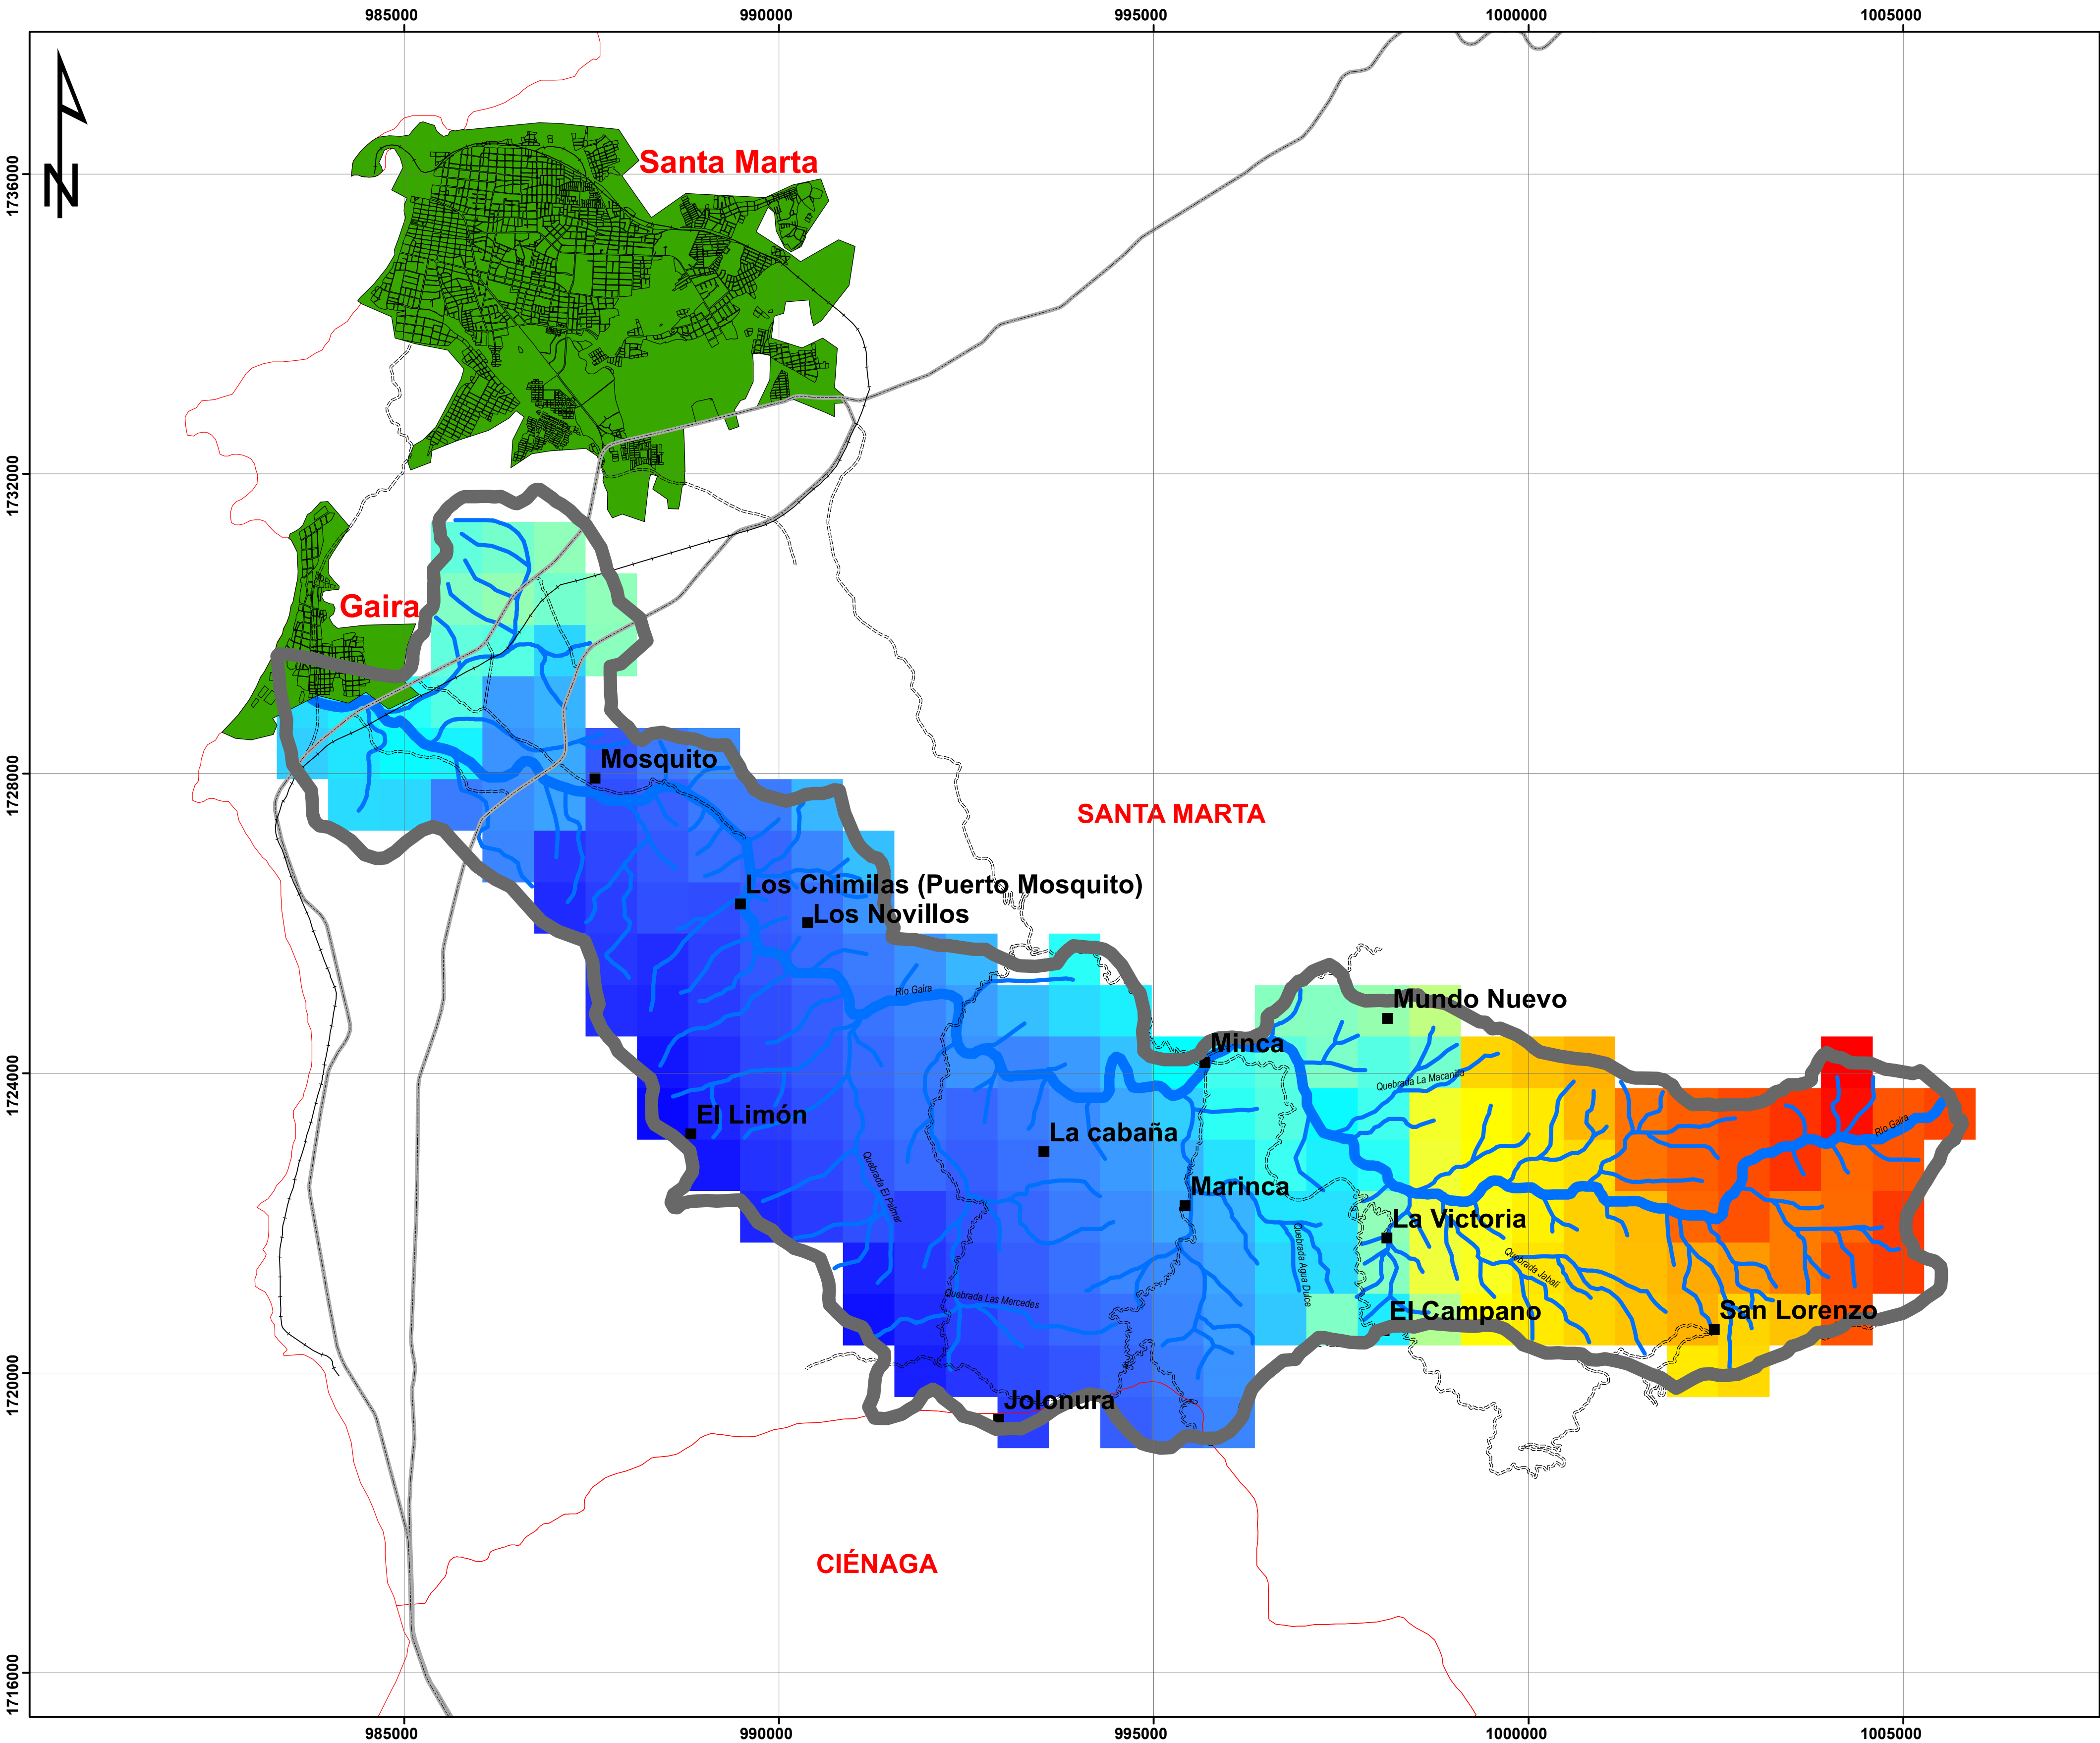 985000 990000 995000 1000000 1005000
N
Santa Marta
1736000
1732000
Gaira
1728000
Mosquito
SANTA MARTA
Los Chimilas (Puerto Mosquito)
Los Novillos
Rio Gaira
Mundo Nuevo
Minca
1724000
Quebrada La Macanita
El Limón
Rio Gaira
La cabaña
Quebrada El Palmar
Marinca
La Victoria
Quebrada Agua Dulce
Quebrada Jabalí
Quebrada Las Mercedes
El Campano
San Lorenzo
1720000
Jolonura
CIÉNAGA
1716000
985000 990000 995000 1000000 1005000